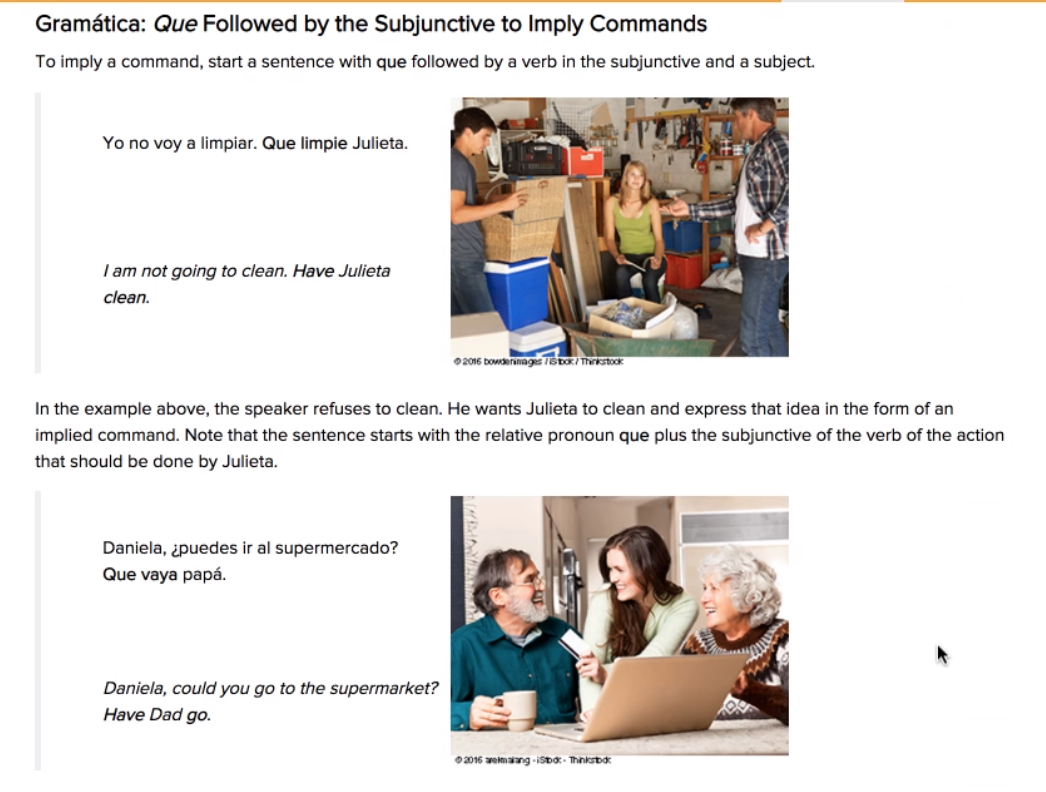 Gramática: Que Followed by the Subjunctive to Imply Commands
To imply a command, start a sentence with que followed by a verb in the subjunctive and a subject.
Yo no voy a limpiar. Que limpie Julieta.
I am not going to clean. Have Julieta
clean.
© 2016 bowdenimages / iStock / Thinkstock
In the example above, the speaker refuses to clean. He wants Julieta to clean and express that idea in the form of an
implied command. Note that the sentence starts with the relative pronoun que plus the subjunctive of the verb of the action
that should be done by Julieta.
Daniela, ¿puedes ir al supermercado?
Que vaya papá.
Daniela, could you go to the supermarket?
Have Dad go.
© 2016 arekmalang - iStock - Thinkstock